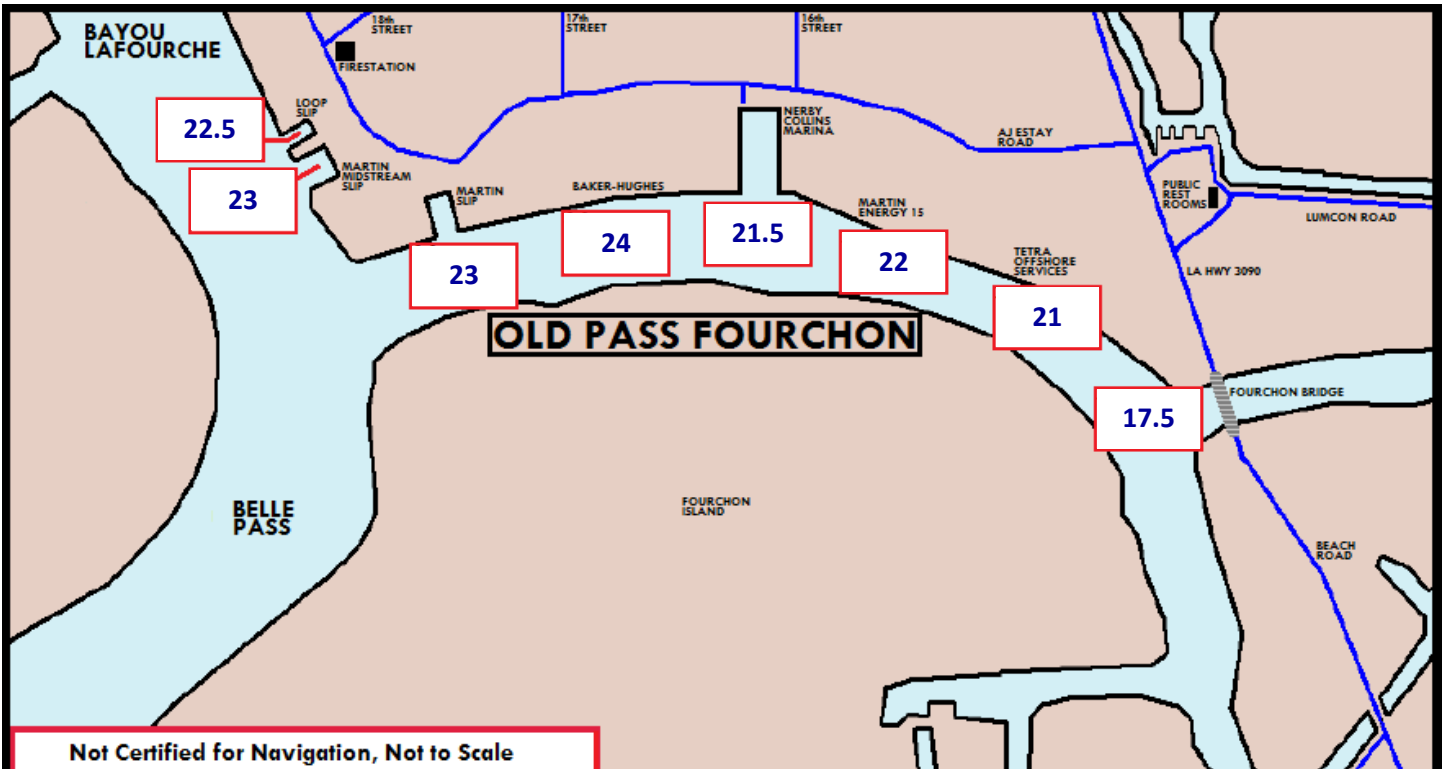 BAYOU
LAFOURCHE
18th
STREET
17th
STREET
16th
STREET
FIRESTATION
LOOP
SLIP
22.5
NERBY
COLLINS
MARINA
AJ ESTAY
ROAD
MARTIN
MIDSTREAM
SLIP
23
MARTIN
SLIP
BAKER-HUGHES
PUBLIC
REST
ROOMS
MARTIN
ENERGY 15
LUMCON ROAD
23
24
21.5
22
TETRA
OFFSHORE
SERVICES
LA HWY 3090
21
OLD PASS FOURCHON
FOURCHON BRIDGE
17.5
BELLE
PASS
FOURCHON
ISLAND
BEACH
ROAD
Not Certified for Navigation, Not to Scale